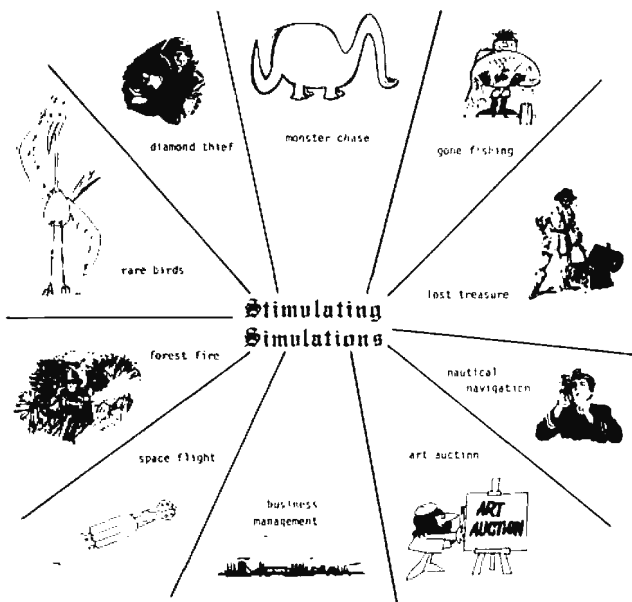 diamond thief
monster chase
gone fishing
rare birds
lost treasure
Stimulating
Simulations
forest fire
nautical
navigation
space flight
art auction
business
management
ART
AUCTION